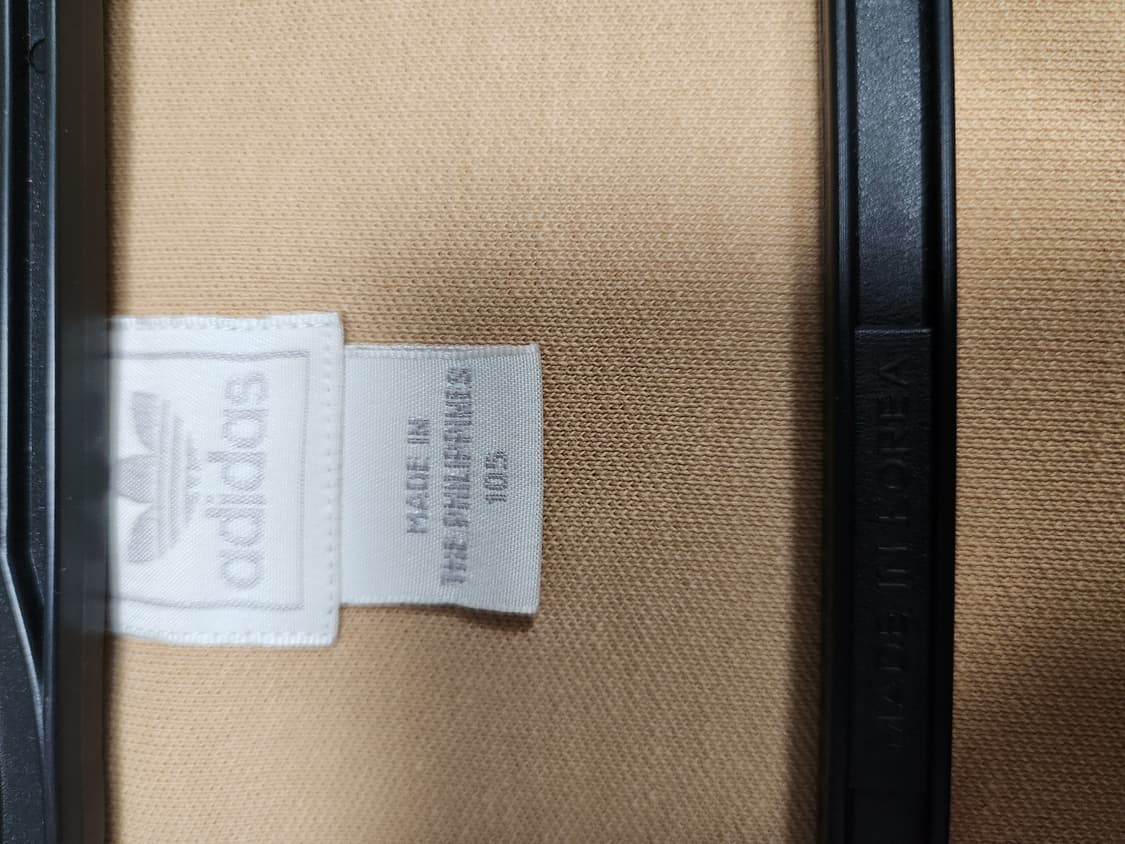 adidas
MADE IN
THE PHILIPPINES
105
MADE IN KOREA